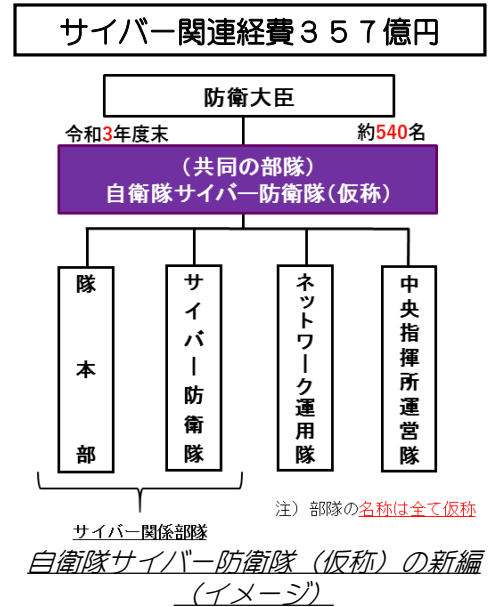 サイバー関連経費３５７億円
防衛大臣
令和3年度末
約540名
（共同の部隊）
自衛隊サイバー防衛隊（仮称）
隊本部
サイバー防衛隊
ネットワーク運用隊
中央指揮所運営隊
サイバー関係部隊
注）部隊の名称は全て仮称
自衛隊サイバー防衛隊（仮称）の新編
（イメージ）